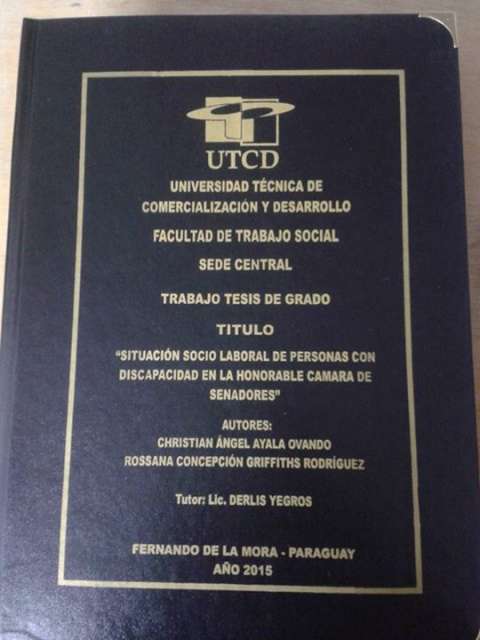 UTCD
UNIVERSIDAD TÉCNICA DE
COMERCIALIZACIÓN Y DESARROLLO
FACULTAD DE TRABAJO SOCIAL
SEDE CENTRAL
TRABAJO TESIS DE GRADO
TITULO
"SITUACIÓN SOCIO LABORAL DE PERSONAS CON
DISCAPACIDAD EN LA HONORABLE CAMARA DE
SENADORES"
AUTORES:
CHRISTIAN ÁNGEL AYALA OVANDO
ROSSANA CONCEPCIÓN GRIFFITHS RODRÍGUEZ
Tutor: Lic. DERLIS YEGROS
FERNANDO DE LA MORA - PARAGUAY
AÑO 2015